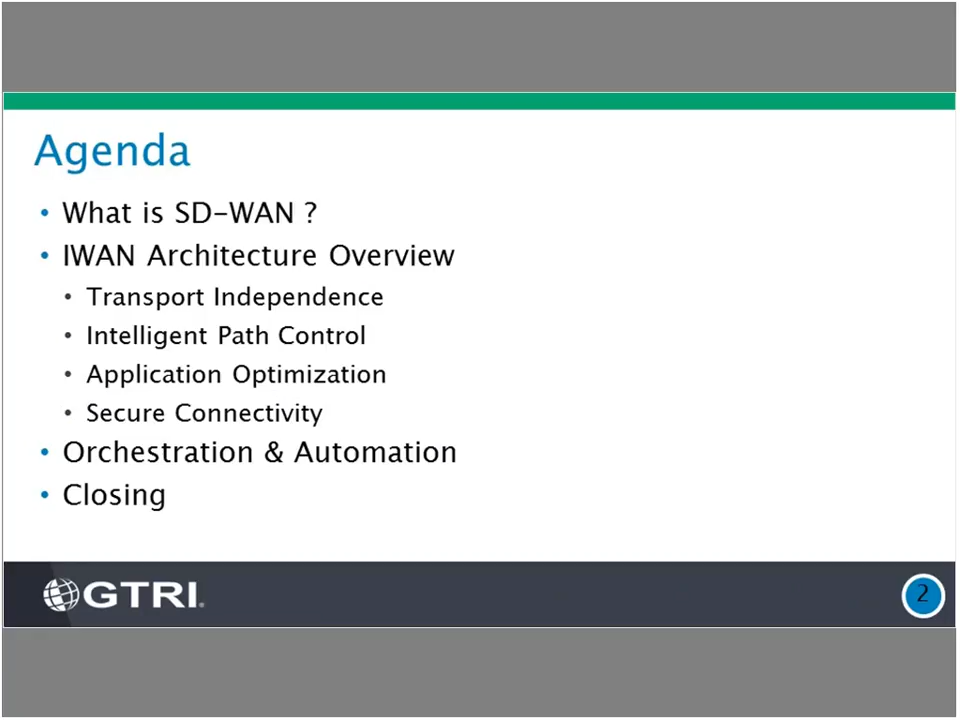 Agenda
• What is SD-WAN ?
• IWAN Architecture Overview
• Transport Independence
• Intelligent Path Control
• Application Optimization
• Secure Connectivity
• Orchestration & Automation
• Closing
GTRI
2